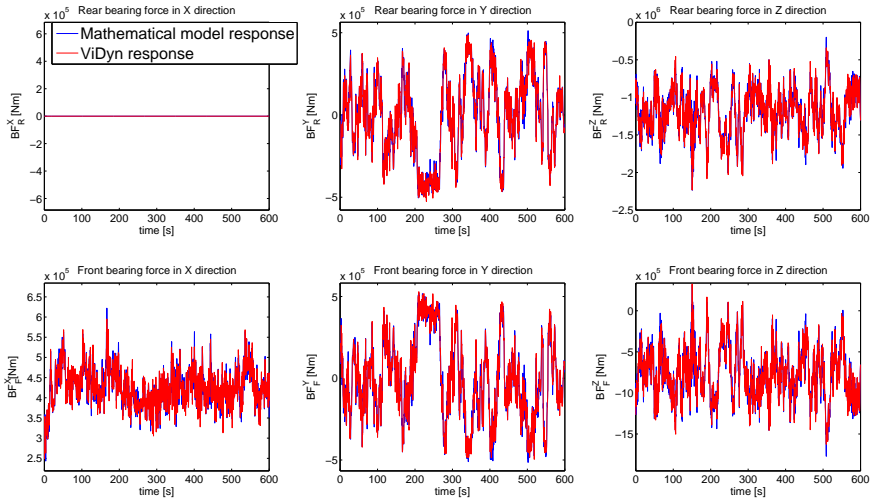 Rear bearing force in X direction
x 10^5
BF_R^X [Nm]
6
4
2
0
−2
−4
−6
0 100 200 300 400 500 600
time [s]
Mathematical model response
ViDyn response
Rear bearing force in Y direction
x 10^5
BF_R^Y [Nm]
5
0
−5
0 100 200 300 400 500 600
time [s]
Rear bearing force in Z direction
x 10^6
BF_R^Z [Nm]
0
−0.5
−1
−1.5
−2
−2.5
0 100 200 300 400 500 600
time [s]
Front bearing force in X direction
x 10^5
BF_F^X[Nm]
6.5
6
5.5
5
4.5
4
3.5
3
2.5
0 100 200 300 400 500 600
time [s]
Front bearing force in Y direction
x 10^5
BF_F^Y [Nm]
5
0
−5
0 100 200 300 400 500 600
time [s]
Front bearing force in Z direction
x 10^5
BF_F^Z [Nm]
0
−5
−10
−15
0 100 200 300 400 500 600
time [s]